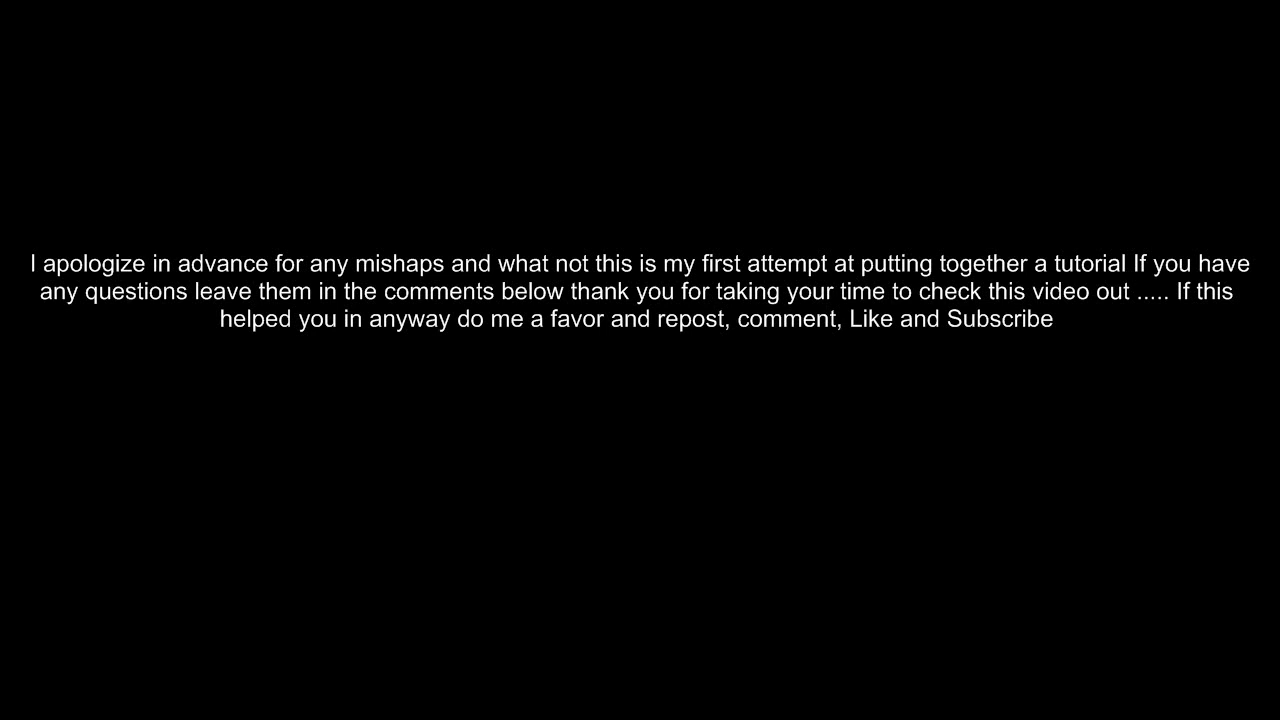 I apologize in advance for any mishaps and what not this is my first attempt at putting together a tutorial If you have
any questions leave them in the comments below thank you for taking your time to check this video out ..... If this
helped you in anyway do me a favor and repost, comment, Like and Subscribe